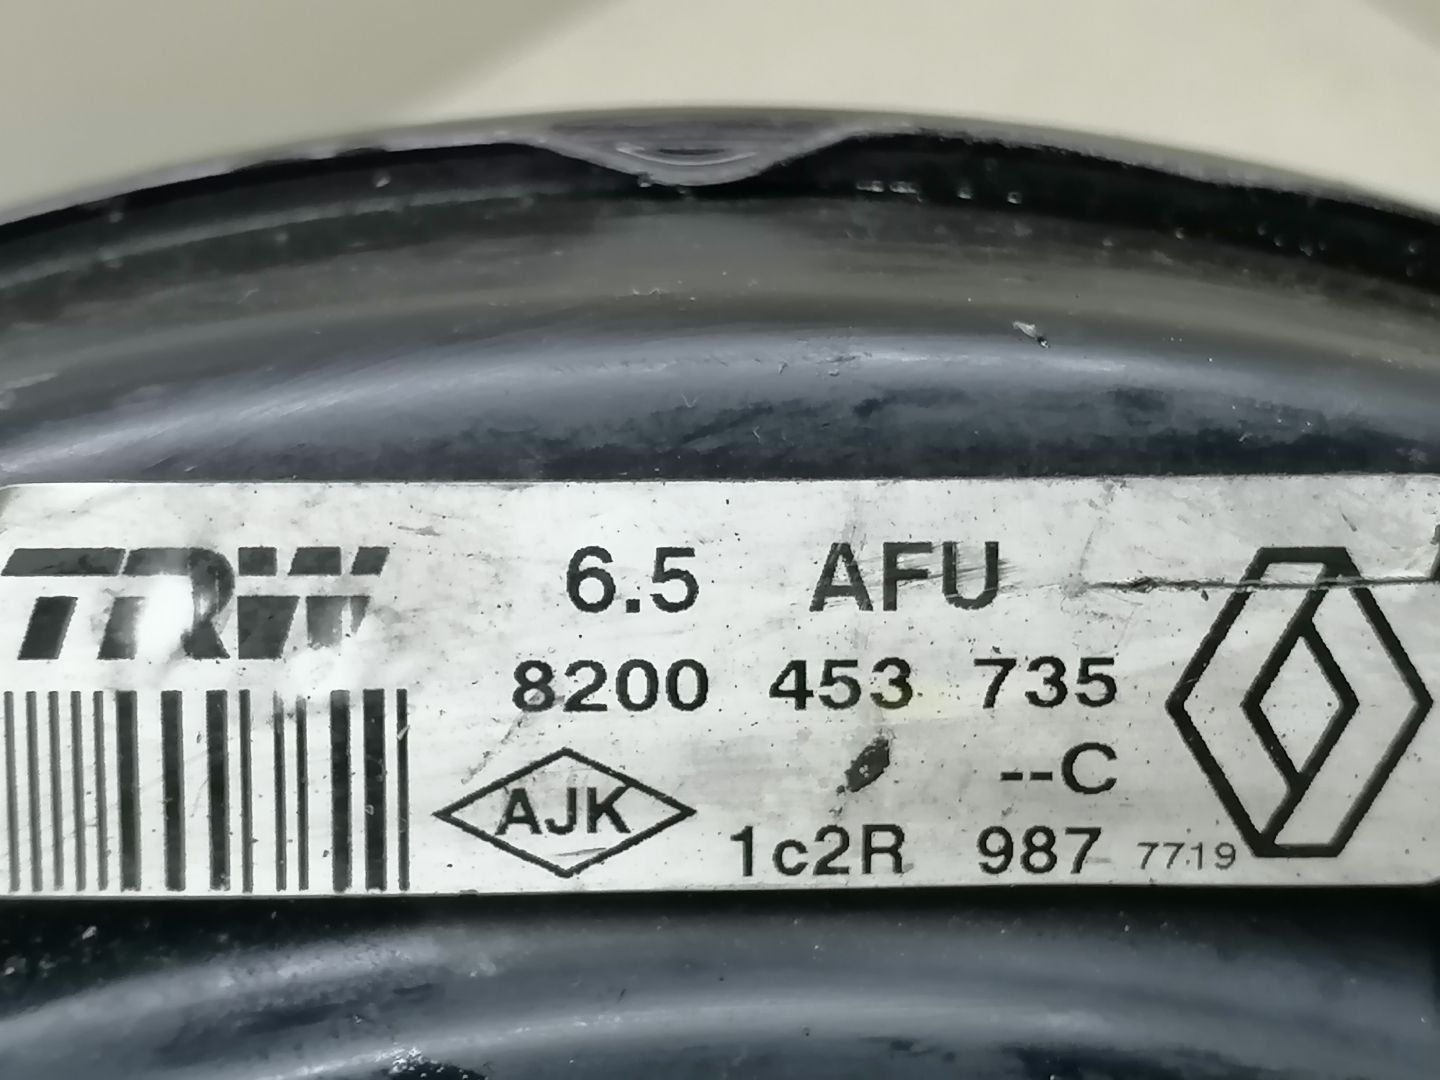 TRW
6.5 AFU
8200 453 735
--C
AJK
1c2R 987 7719